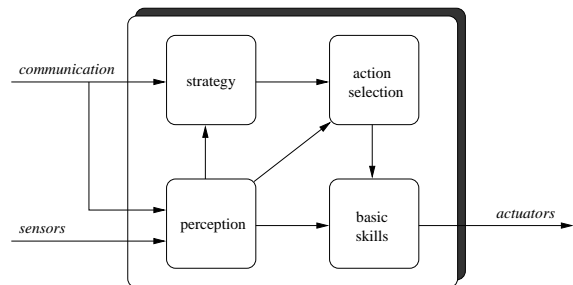 communication
strategy
action
selection
sensors
perception
basic
skills
actuators